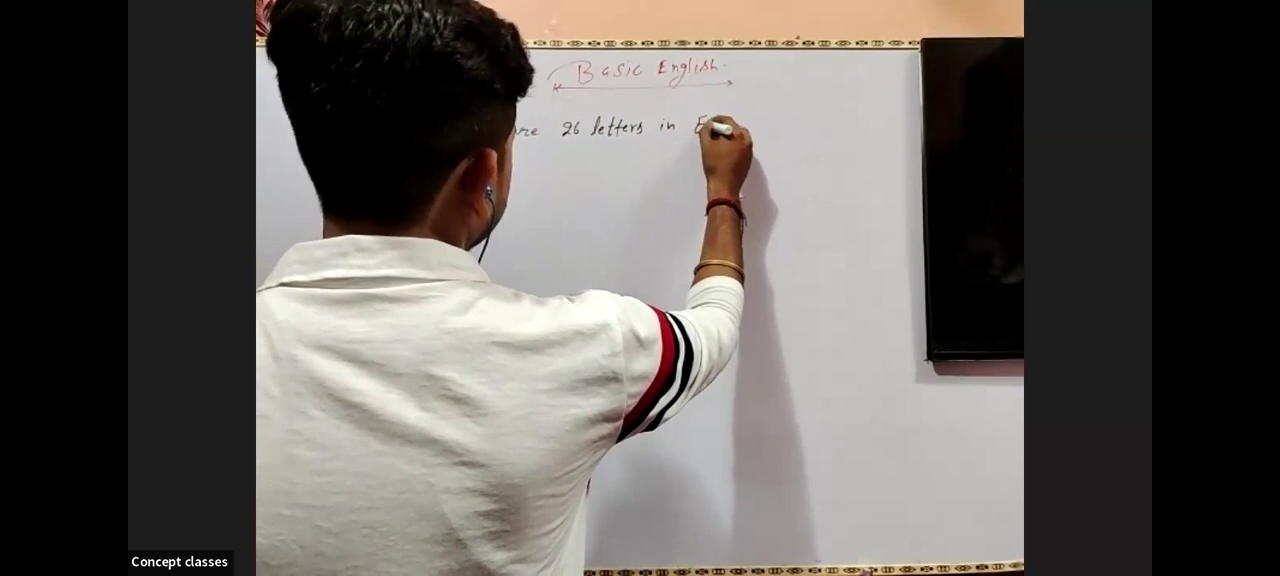 Basic English.
are 26 letters in E
Concept classes